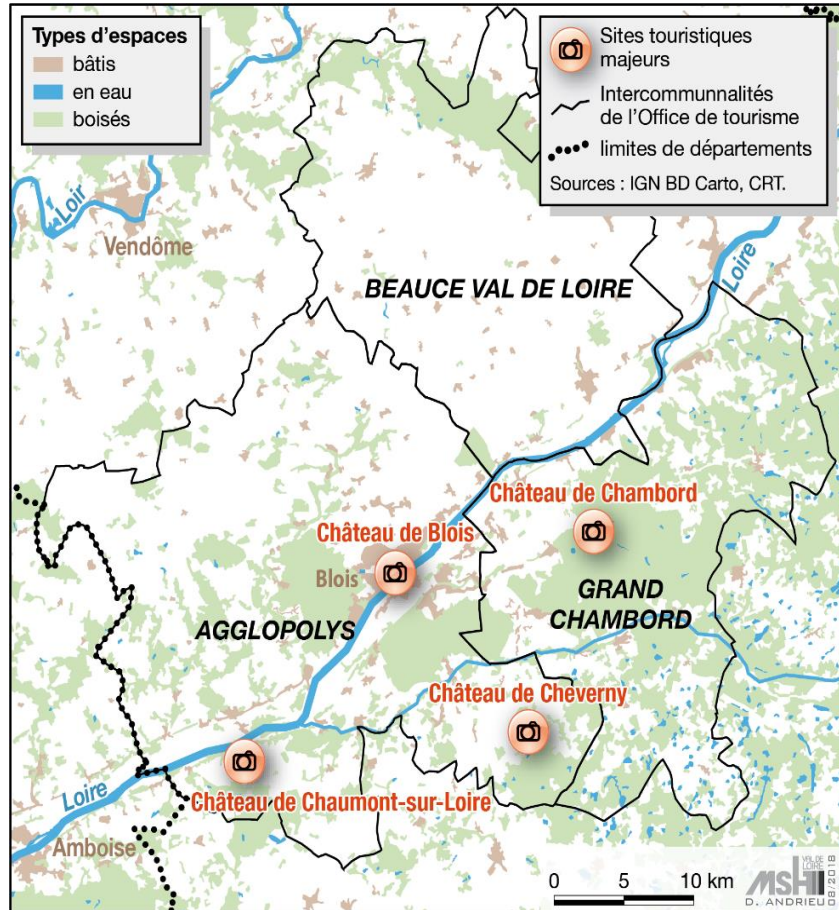 Types d'espaces
bâtis
en eau
boisés
Sites touristiques
majeurs
Intercommunnalités
de l'Office de tourisme
limites de départements
Sources : IGN BD Carto, CRT.
Loir
Vendôme
Loire
BEAUCE VAL DE LOIRE
Château de Chambord
Château de Blois
Blois
GRAND
CHAMBORD
AGGLOPOLYS
Château de Cheverny
Loire
Château de Chaumont-sur-Loire
Amboise
0 5 10 km
VAL DE
LOIRE
MSH
D. ANDRIEU
08/2018